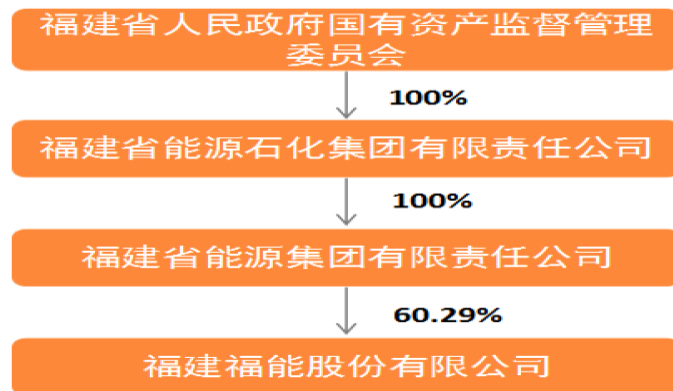 福建省人民政府国有资产监督管理
委员会
100%
福建省能源石化集团有限责任公司
100%
福建省能源集团有限责任公司
60.29%
福建福能股份有限公司